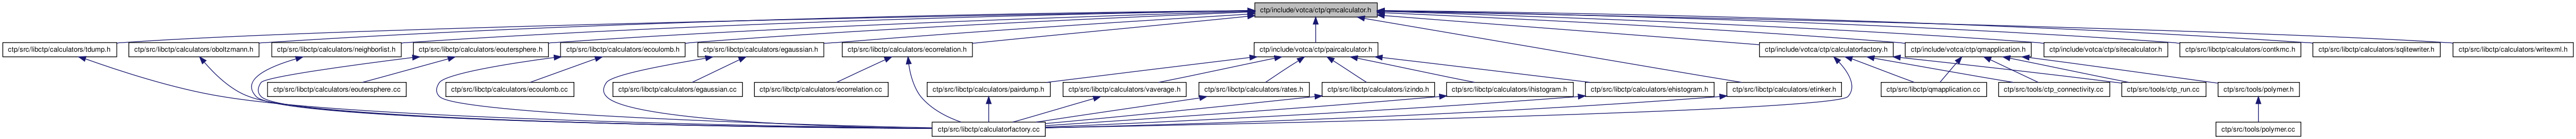 ctp/include/votca/ctp/qmcalculator.h
ctp/src/libctp/calculators/tdump.h
ctp/src/libctp/calculators/oboltzmann.h
ctp/src/libctp/calculators/neighborlist.h
ctp/src/libctp/calculators/eoutersphere.h
ctp/src/libctp/calculators/ecoulomb.h
ctp/src/libctp/calculators/egaussian.h
ctp/src/libctp/calculators/ecorrelation.h
ctp/include/votca/ctp/paircalculator.h
ctp/include/votca/ctp/calculatorfactory.h
ctp/include/votca/ctp/qmapplication.h
ctp/include/votca/ctp/sitecalculator.h
ctp/src/libctp/calculators/contkmc.h
ctp/src/libctp/calculators/sqlitewriter.h
ctp/src/libctp/calculators/writexml.h
ctp/src/libctp/calculators/eoutersphere.cc
ctp/src/libctp/calculators/ecoulomb.cc
ctp/src/libctp/calculators/egaussian.cc
ctp/src/libctp/calculators/ecorrelation.cc
ctp/src/libctp/calculators/pairdump.h
ctp/src/libctp/calculators/vaverage.h
ctp/src/libctp/calculators/rates.h
ctp/src/libctp/calculators/izindo.h
ctp/src/libctp/calculators/ihistogram.h
ctp/src/libctp/calculators/ehistogram.h
ctp/src/libctp/calculators/etinker.h
ctp/src/libctp/qmapplication.cc
ctp/src/tools/ctp_connectivity.cc
ctp/src/tools/ctp_run.cc
ctp/src/tools/polymer.h
ctp/src/libctp/calculatorfactory.cc
ctp/src/tools/polymer.cc